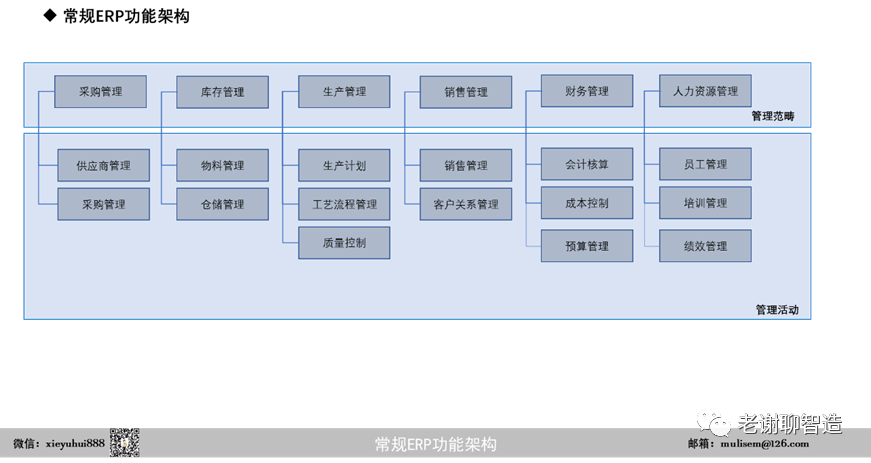 ◆ 常规ERP功能架构
采购管理 库存管理 生产管理 销售管理 财务管理 人力资源管理
管理范畴
供应商管理 物料管理 生产计划 销售管理 会计核算 员工管理
采购管理 仓储管理 工艺流程管理 客户关系管理 成本控制 培训管理
质量控制 预算管理 绩效管理
管理活动
老谢聊智造
微信：xieyuhui888 常规ERP功能架构 邮箱：mulisem@126.com